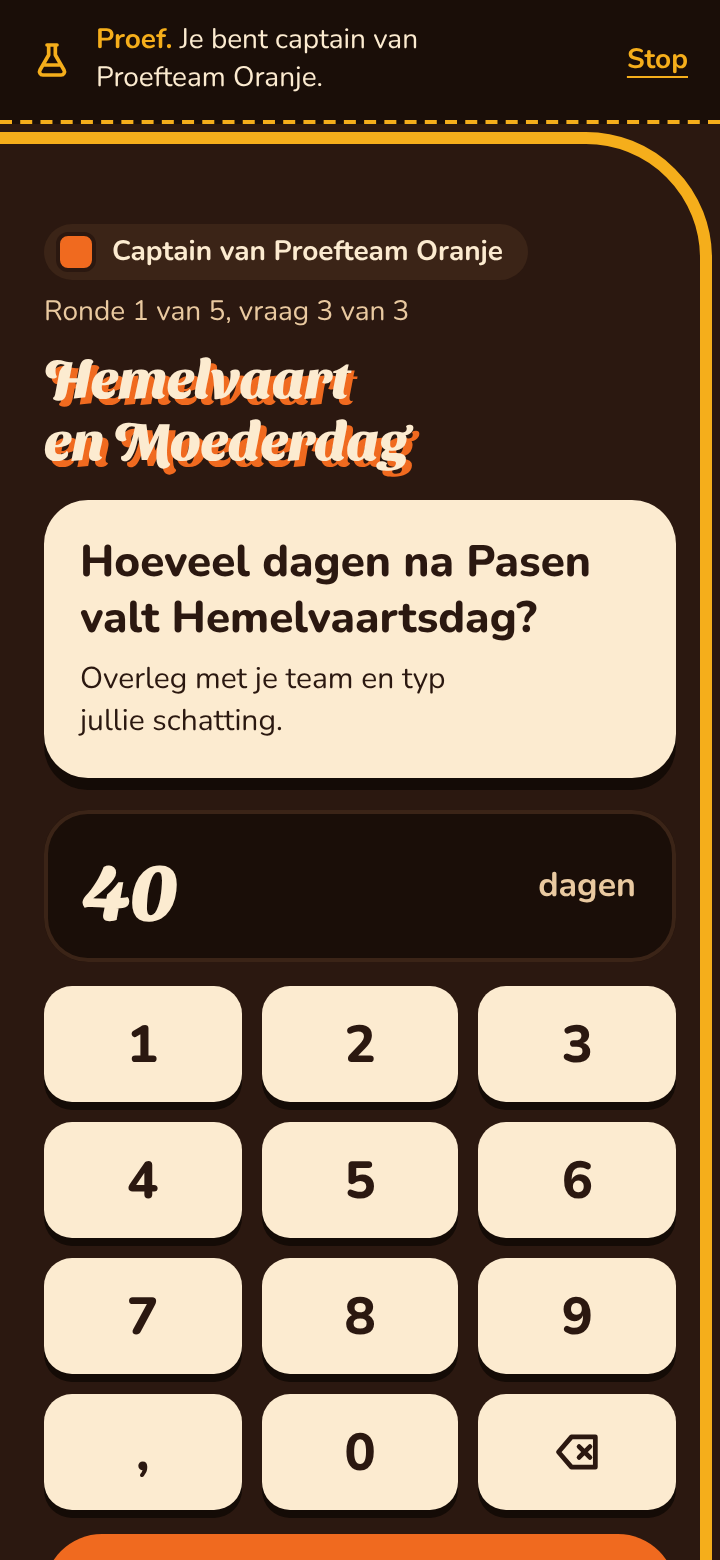 Proef. Je bent captain van
Proefteam Oranje.
Stop
Captain van Proefteam Oranje
Ronde 1 van 5, vraag 3 van 3
Hemelvaart
en Moederdag
Hoeveel dagen na Pasen
valt Hemelvaartsdag?
Overleg met je team en typ
jullie schatting.
40
dagen
1
2
3
4
5
6
7
8
9
,
0